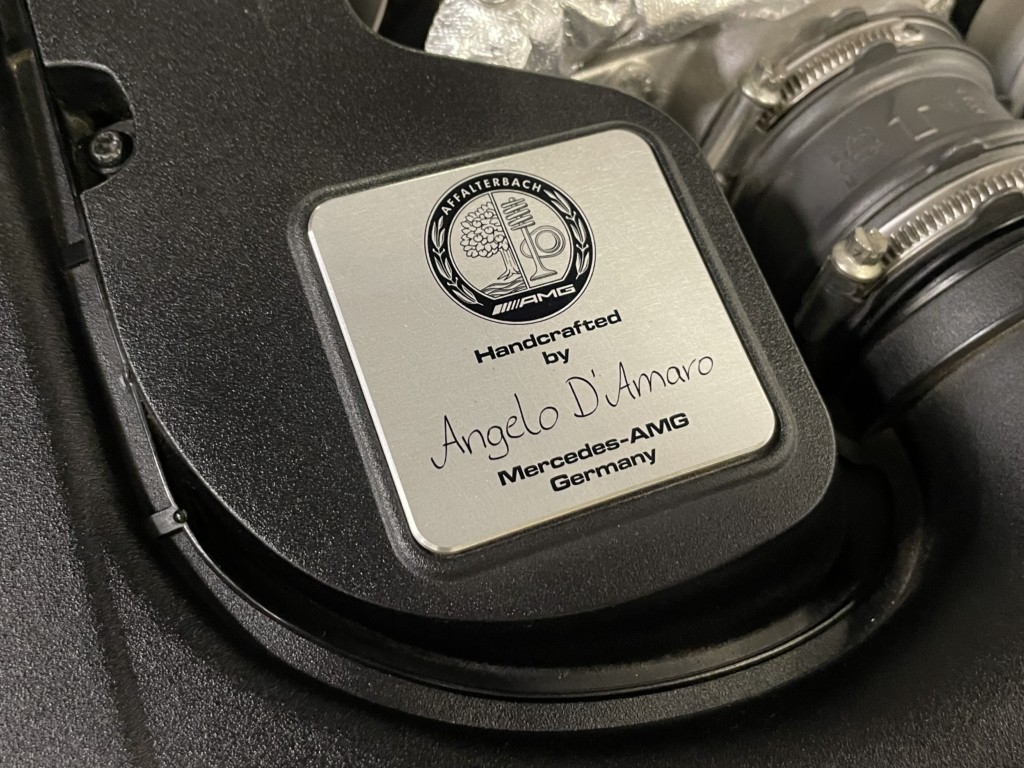 AFFALTERBACH
AMG
Handcrafted
by
Angelo D'Amaro
Mercedes-AMG
Germany